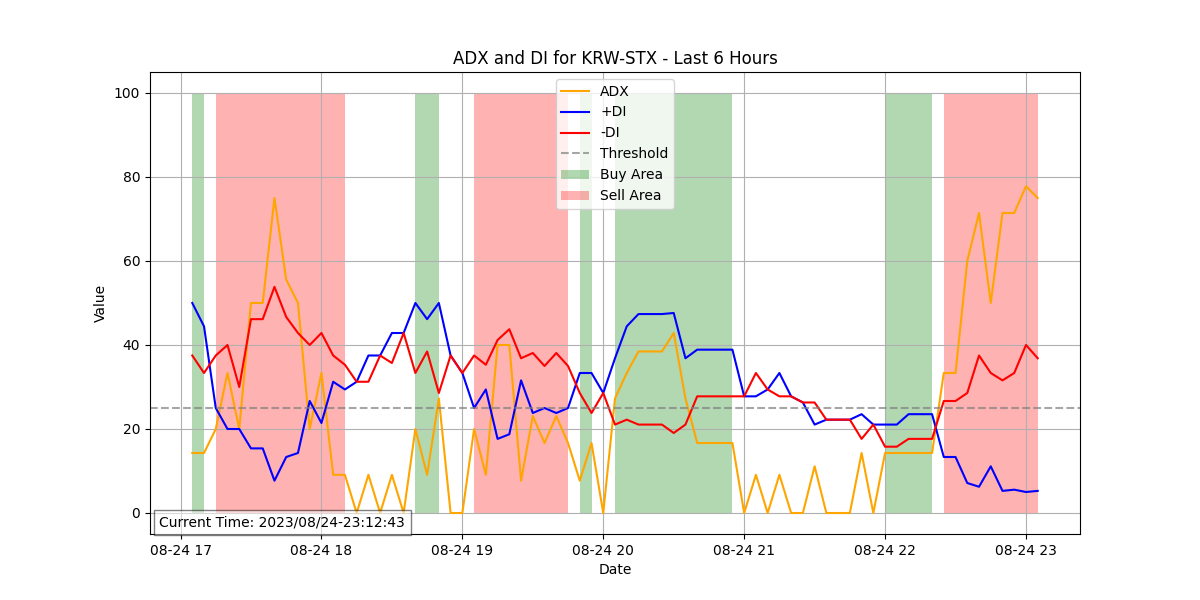 ADX and DI for KRW-STX - Last 6 Hours
100
80
60
40
20
0
Value
ADX
+DI
-DI
Threshold
Buy Area
Sell Area
Current Time: 2023/08/24-23:12:43
08-24 17
08-24 18
08-24 19
08-24 20
08-24 21
08-24 22
08-24 23
Date